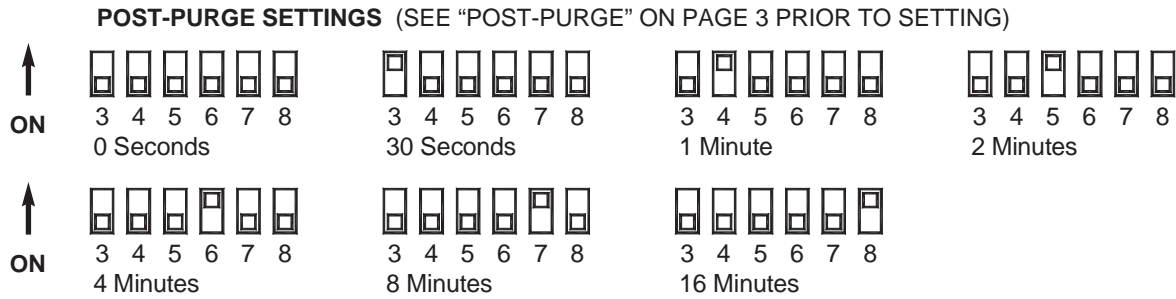 POST-PURGE SETTINGS (SEE “POST-PURGE” ON PAGE 3 PRIOR TO SETTING)
ON
3 4 5 6 7 8
0 Seconds
3 4 5 6 7 8
30 Seconds
3 4 5 6 7 8
1 Minute
3 4 5 6 7 8
2 Minutes
ON
3 4 5 6 7 8
4 Minutes
3 4 5 6 7 8
8 Minutes
3 4 5 6 7 8
16 Minutes